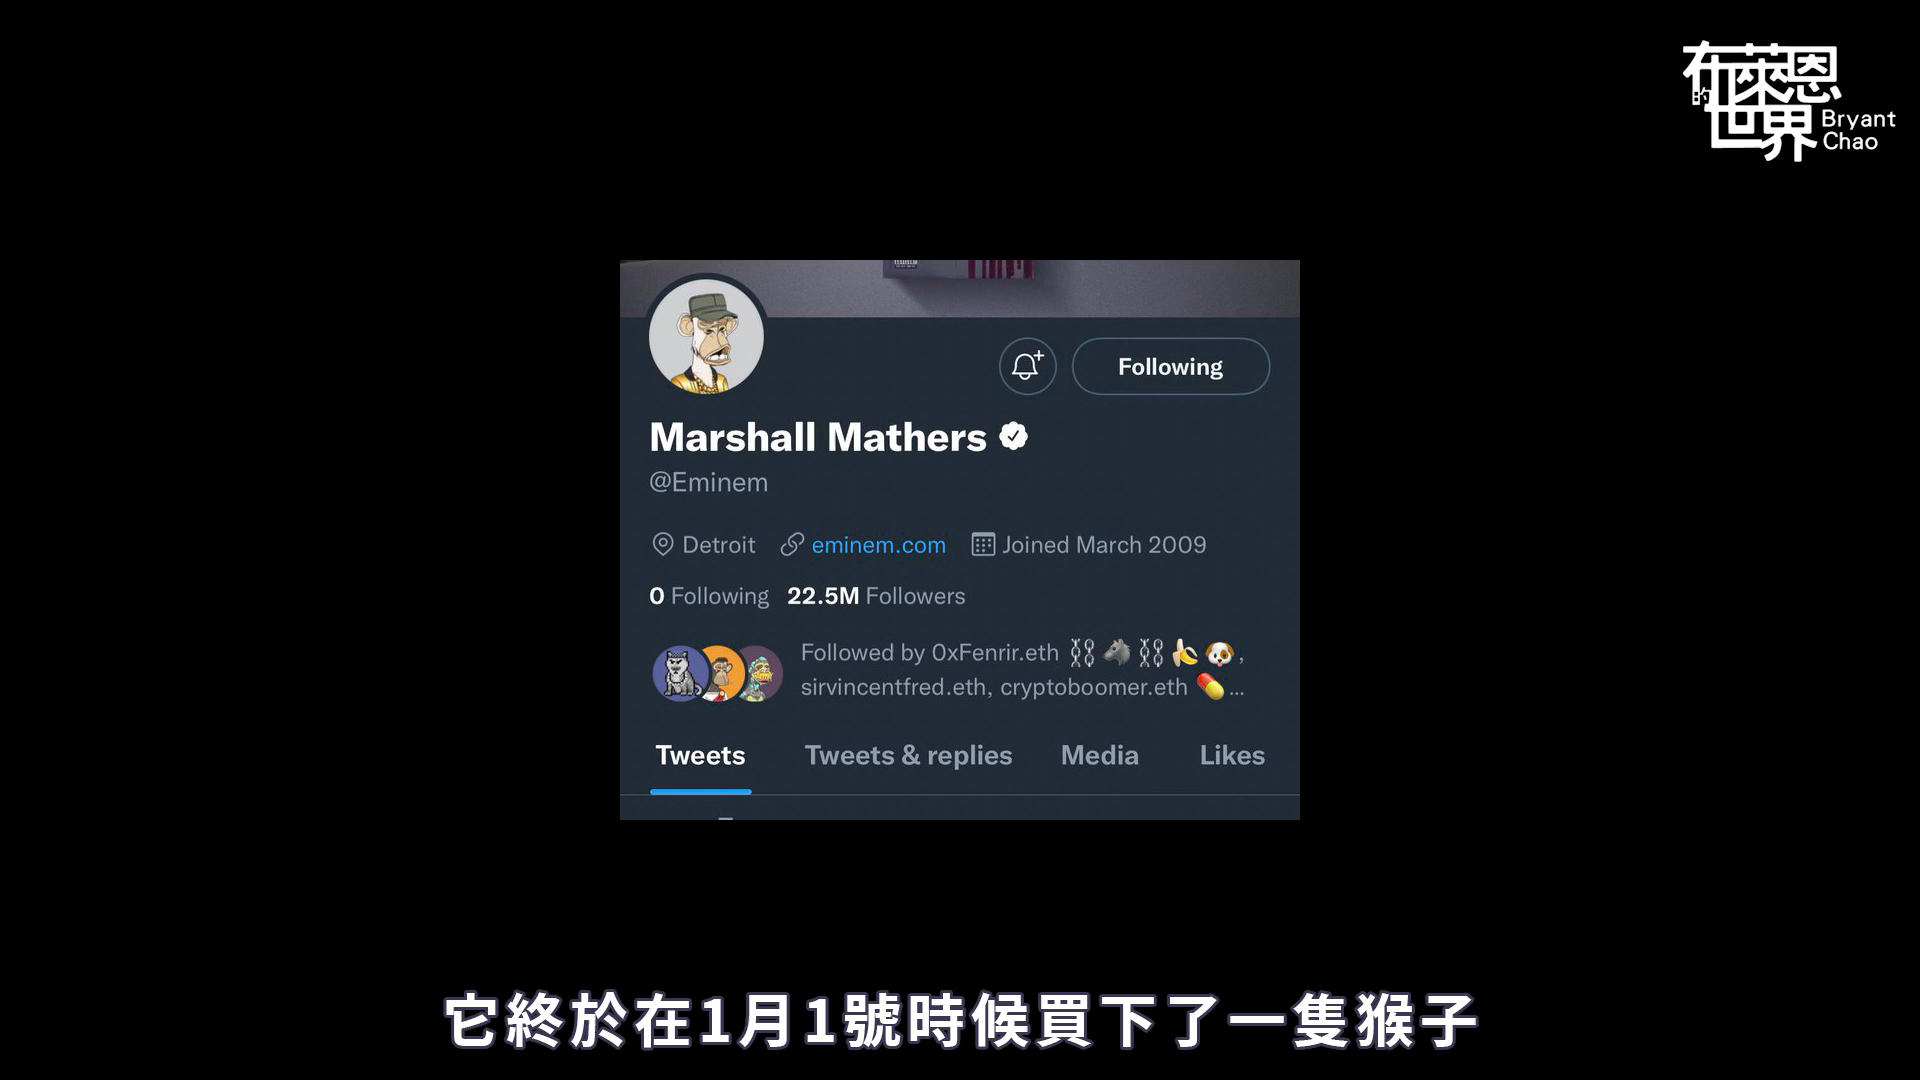 布萊恩
的
世界
Bryant
Chao
Following
Marshall Mathers
@Eminem
Detroit eminem.com Joined March 2009
0 Following 22.5M Followers
Followed by 0xFenrir.eth ⛓️🐺⛓️🍌🐶,
sirvincentfred.eth, cryptoboomer.eth 💊...
Tweets Tweets & replies Media Likes
它終於在1月1號時候買下了一隻猴子